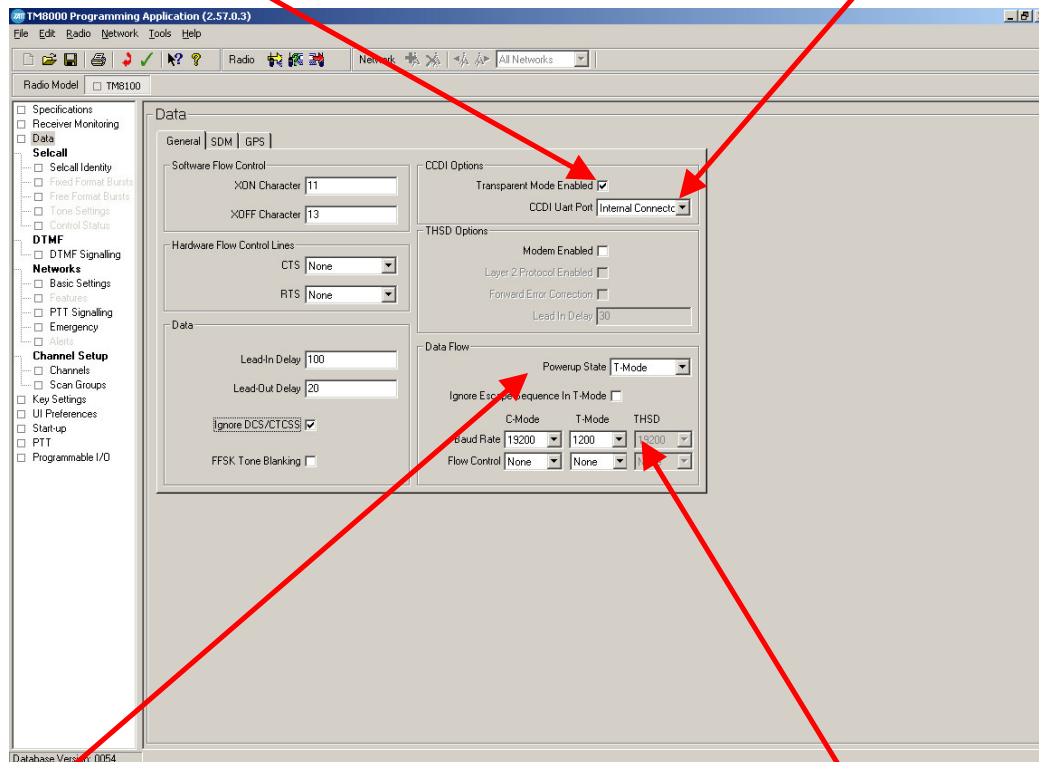 TM8000 Programming Application (2.57.0.3)
File Edit Radio Network Tools Help
Radio Network All Networks
Radio Model TM8100
Specifications
Receiver Monitoring
Data
Selcall
Selcall Identity
Fixed Format Bursts
Free Format Bursts
Tone Settings
Control Status
DTMF
DTMF Signalling
Networks
Basic Settings
Features
PTT Signalling
Emergency
Alerts
Channel Setup
Channels
Scan Groups
Key Settings
UI Preferences
Start-up
PTT
Programmable I/O
Data
General SDM GPS
Software Flow Control
XON Character 11
XOFF Character 13
Hardware Flow Control Lines
CTS None
RTS None
Data
Lead-In Delay 100
Lead-Out Delay 20
Ignore DCS/CTCSS
FFSK Tone Blanking
CCDI Options
Transparent Mode Enabled
CCDI Uart Port Internal Connectc
THSD Options
Modem Enabled
Layer 2 Protocol Enabled
Forward Error Correction
Lead In Delay 30
Data Flow
Powerup State T-Mode
Ignore Escape Sequence In T-Mode
C-Mode T-Mode THSD
Baud Rate 19200 1200 19200
Flow Control None None
Database Version: 0054